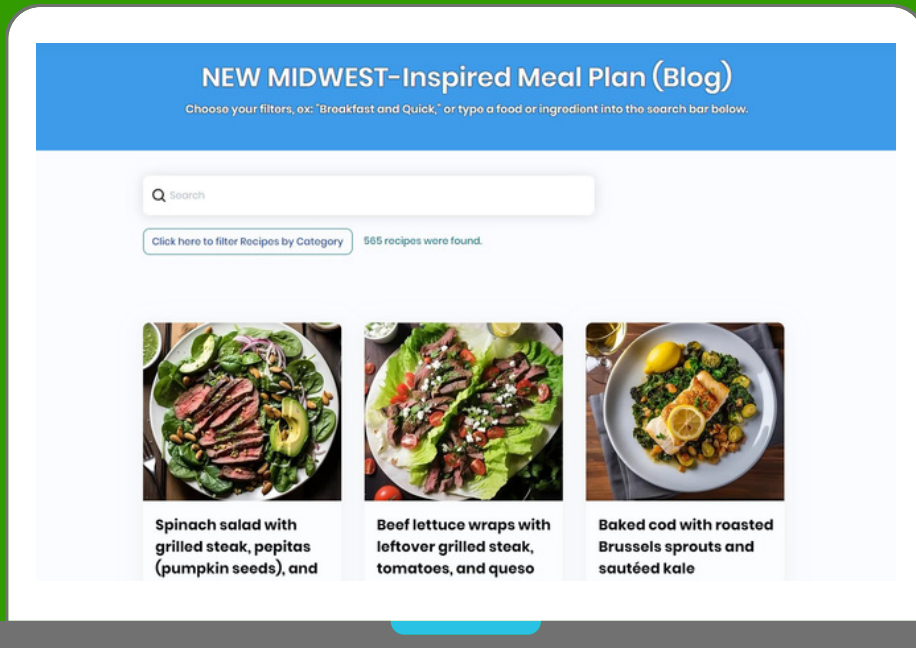 NEW MIDWEST-Inspired Meal Plan (Blog)
Choose your filters, ex: "Breakfast and Quick," or type a food or ingredient into the search bar below.
Search
Click here to filter Recipes by Category
565 recipes were found.
Spinach salad with
grilled steak, pepitas
(pumpkin seeds), and
Beef lettuce wraps with
leftover grilled steak,
tomatoes, and queso
Baked cod with roasted
Brussels sprouts and
sautéed kale